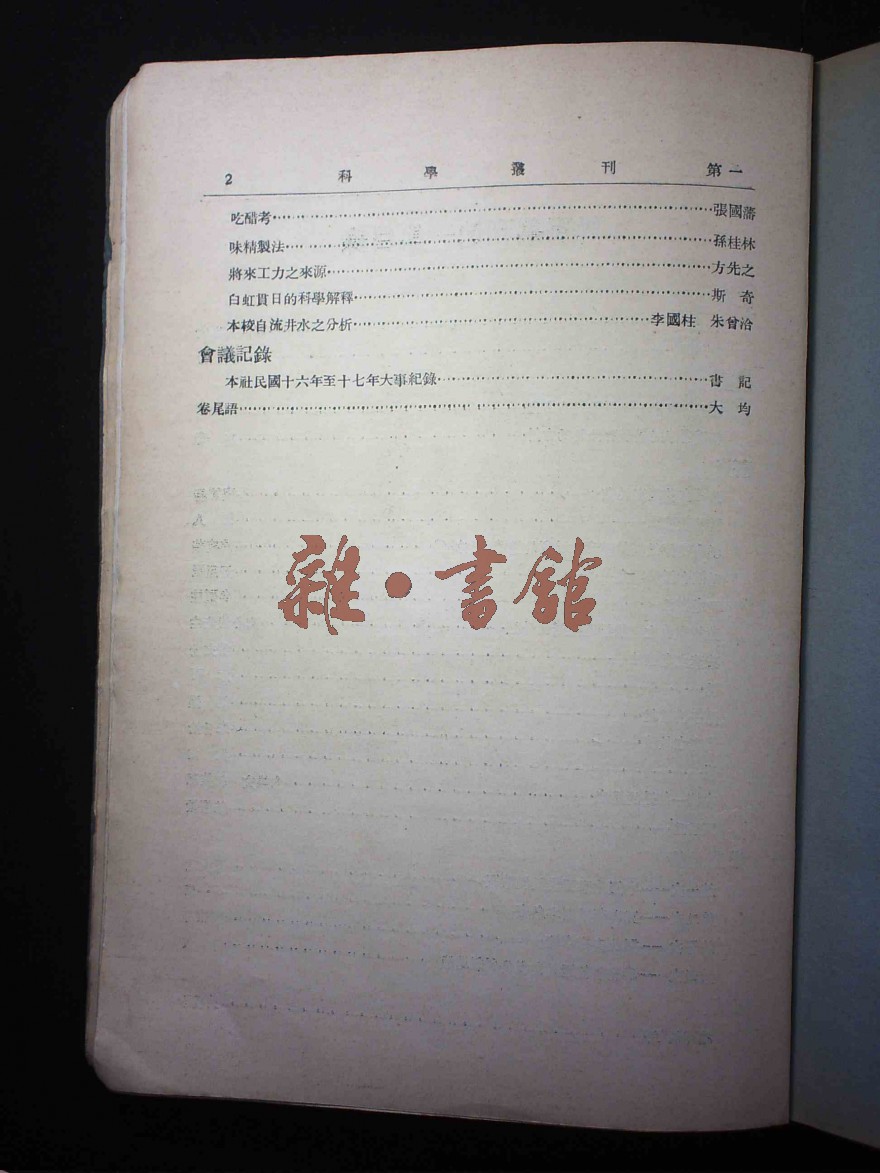 2 科學叢刊 第一
吃醋考⋯⋯張國藩
味精製法⋯⋯孫桂林
將來工力之來源⋯⋯方先之
白虹貫日的科學解釋⋯⋯斯奇
本校自流井水之分析⋯⋯李國桂 朱曾洽
會議記錄
本社民國十六年至十七年大事紀錄⋯⋯書記
卷尾語⋯⋯大均
雜·書館